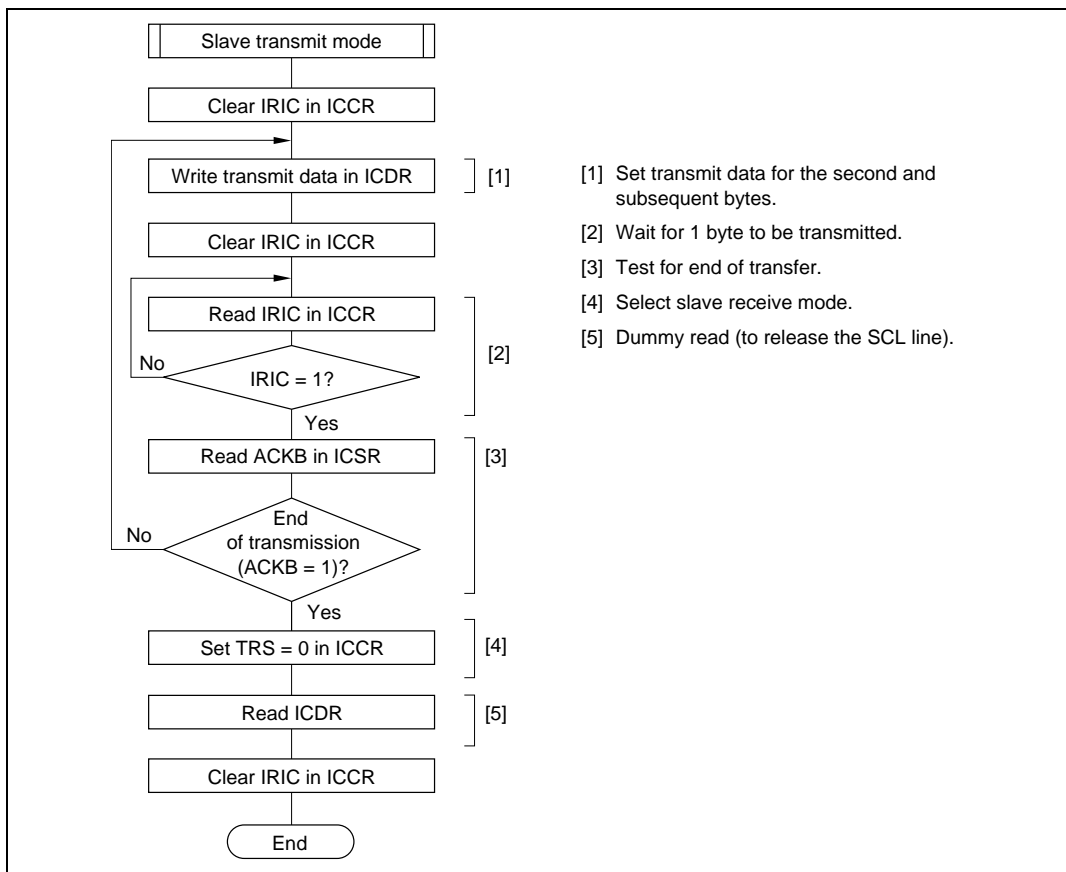 Slave transmit mode
Clear IRIC in ICCR
Write transmit data in ICDR
[1]
Clear IRIC in ICCR
Read IRIC in ICCR
[2]
No
IRIC = 1?
Yes
Read ACKB in ICSR
[3]
No
End
of transmission
(ACKB = 1)?
Yes
Set TRS = 0 in ICCR
[4]
Read ICDR
[5]
Clear IRIC in ICCR
End
[1] Set transmit data for the second and
subsequent bytes.
[2] Wait for 1 byte to be transmitted.
[3] Test for end of transfer.
[4] Select slave receive mode.
[5] Dummy read (to release the SCL line).